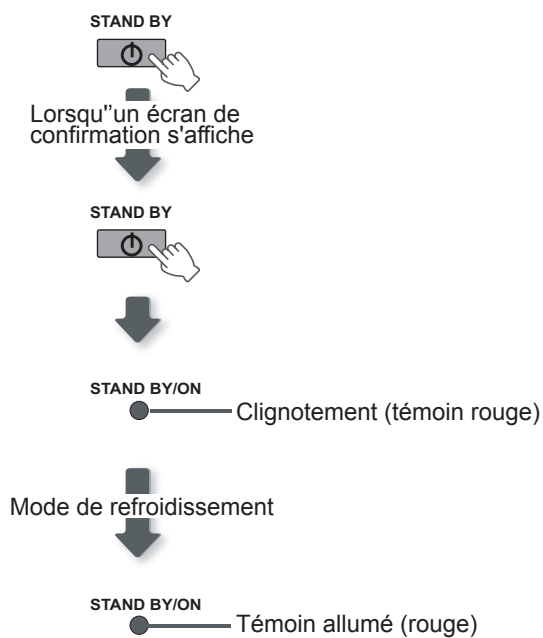 STAND BY
Lorsqu''un écran de
confirmation s'affiche
STAND BY
STAND BY/ON
Clignotement (témoin rouge)
Mode de refroidissement
STAND BY/ON
Témoin allumé (rouge)